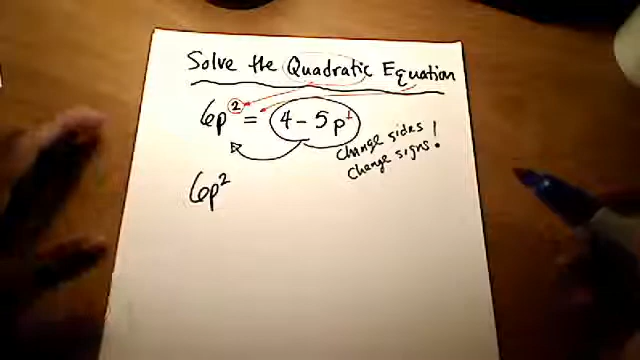 Solve the Quadratic Equation
6p² = 4 - 5p¹
Change sides !
Change signs !
6p²